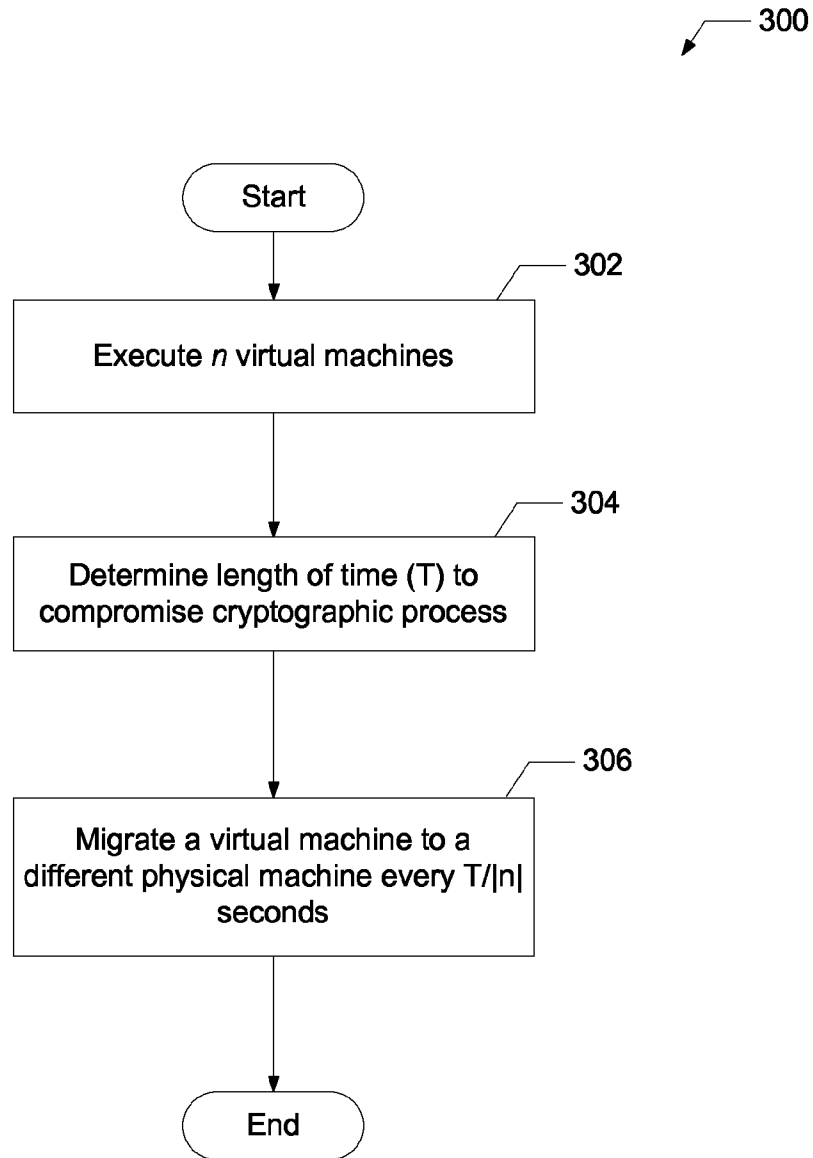 300
Start
302
Execute n virtual machines
304
Determine length of time (T) to
compromise cryptographic process
306
Migrate a virtual machine to a
different physical machine every T/|n|
seconds
End